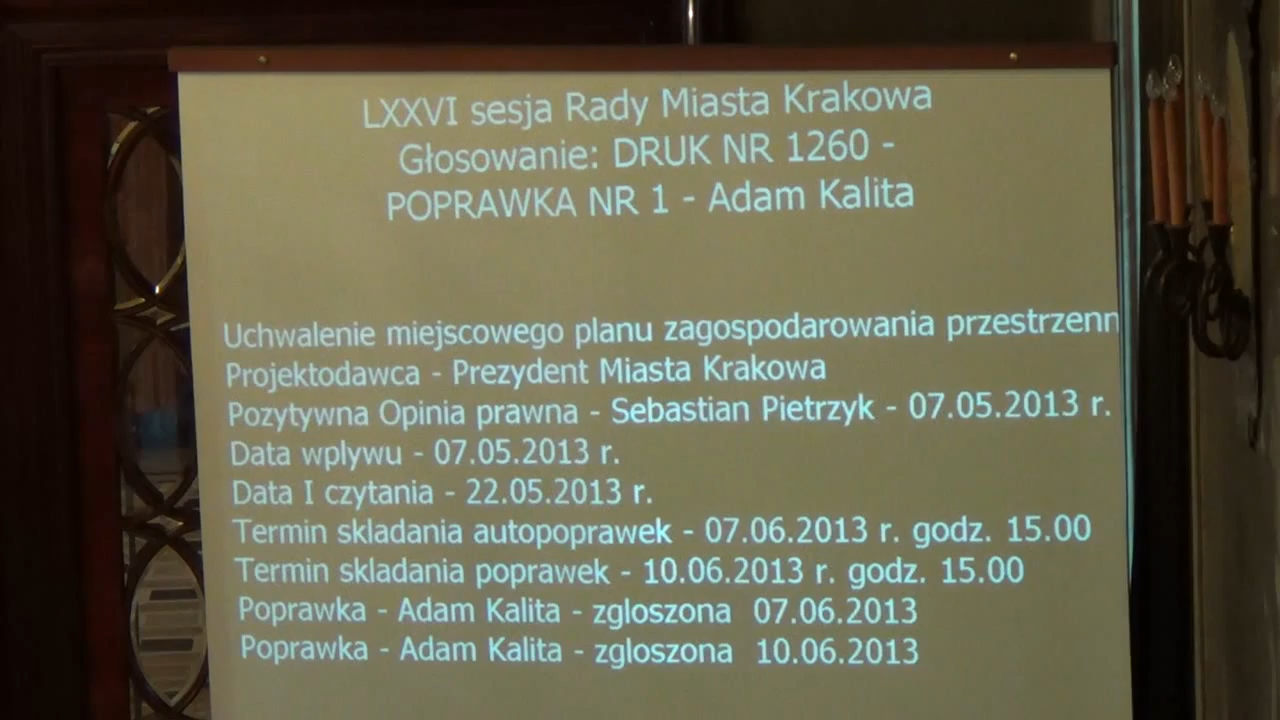 LXXVI sesja Rady Miasta Krakowa
Głosowanie: DRUK NR 1260 -
POPRAWKA NR 1 - Adam Kalita
Uchwalenie miejscowego planu zagospodarowania przestrzenn
Projektodawca - Prezydent Miasta Krakowa
Pozytywna Opinia prawna - Sebastian Pietrzyk - 07.05.2013 r.
Data wplywu - 07.05.2013 r.
Data I czytania - 22.05.2013 r.
Termin skladania autopoprawek - 07.06.2013 r. godz. 15.00
Termin skladania poprawek - 10.06.2013 r. godz. 15.00
Poprawka - Adam Kalita - zgloszona 07.06.2013
Poprawka - Adam Kalita - zgloszona 10.06.2013